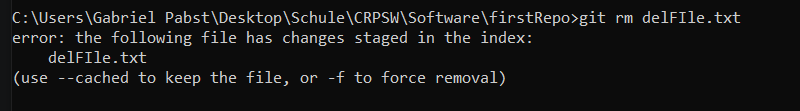 C:\Users\Gabriel Pabst\Desktop\Schule\CRPSW\Software\firstRepo>git rm delFIle.txt
error: the following file has changes staged in the index:
    delFIle.txt
(use --cached to keep the file, or -f to force removal)